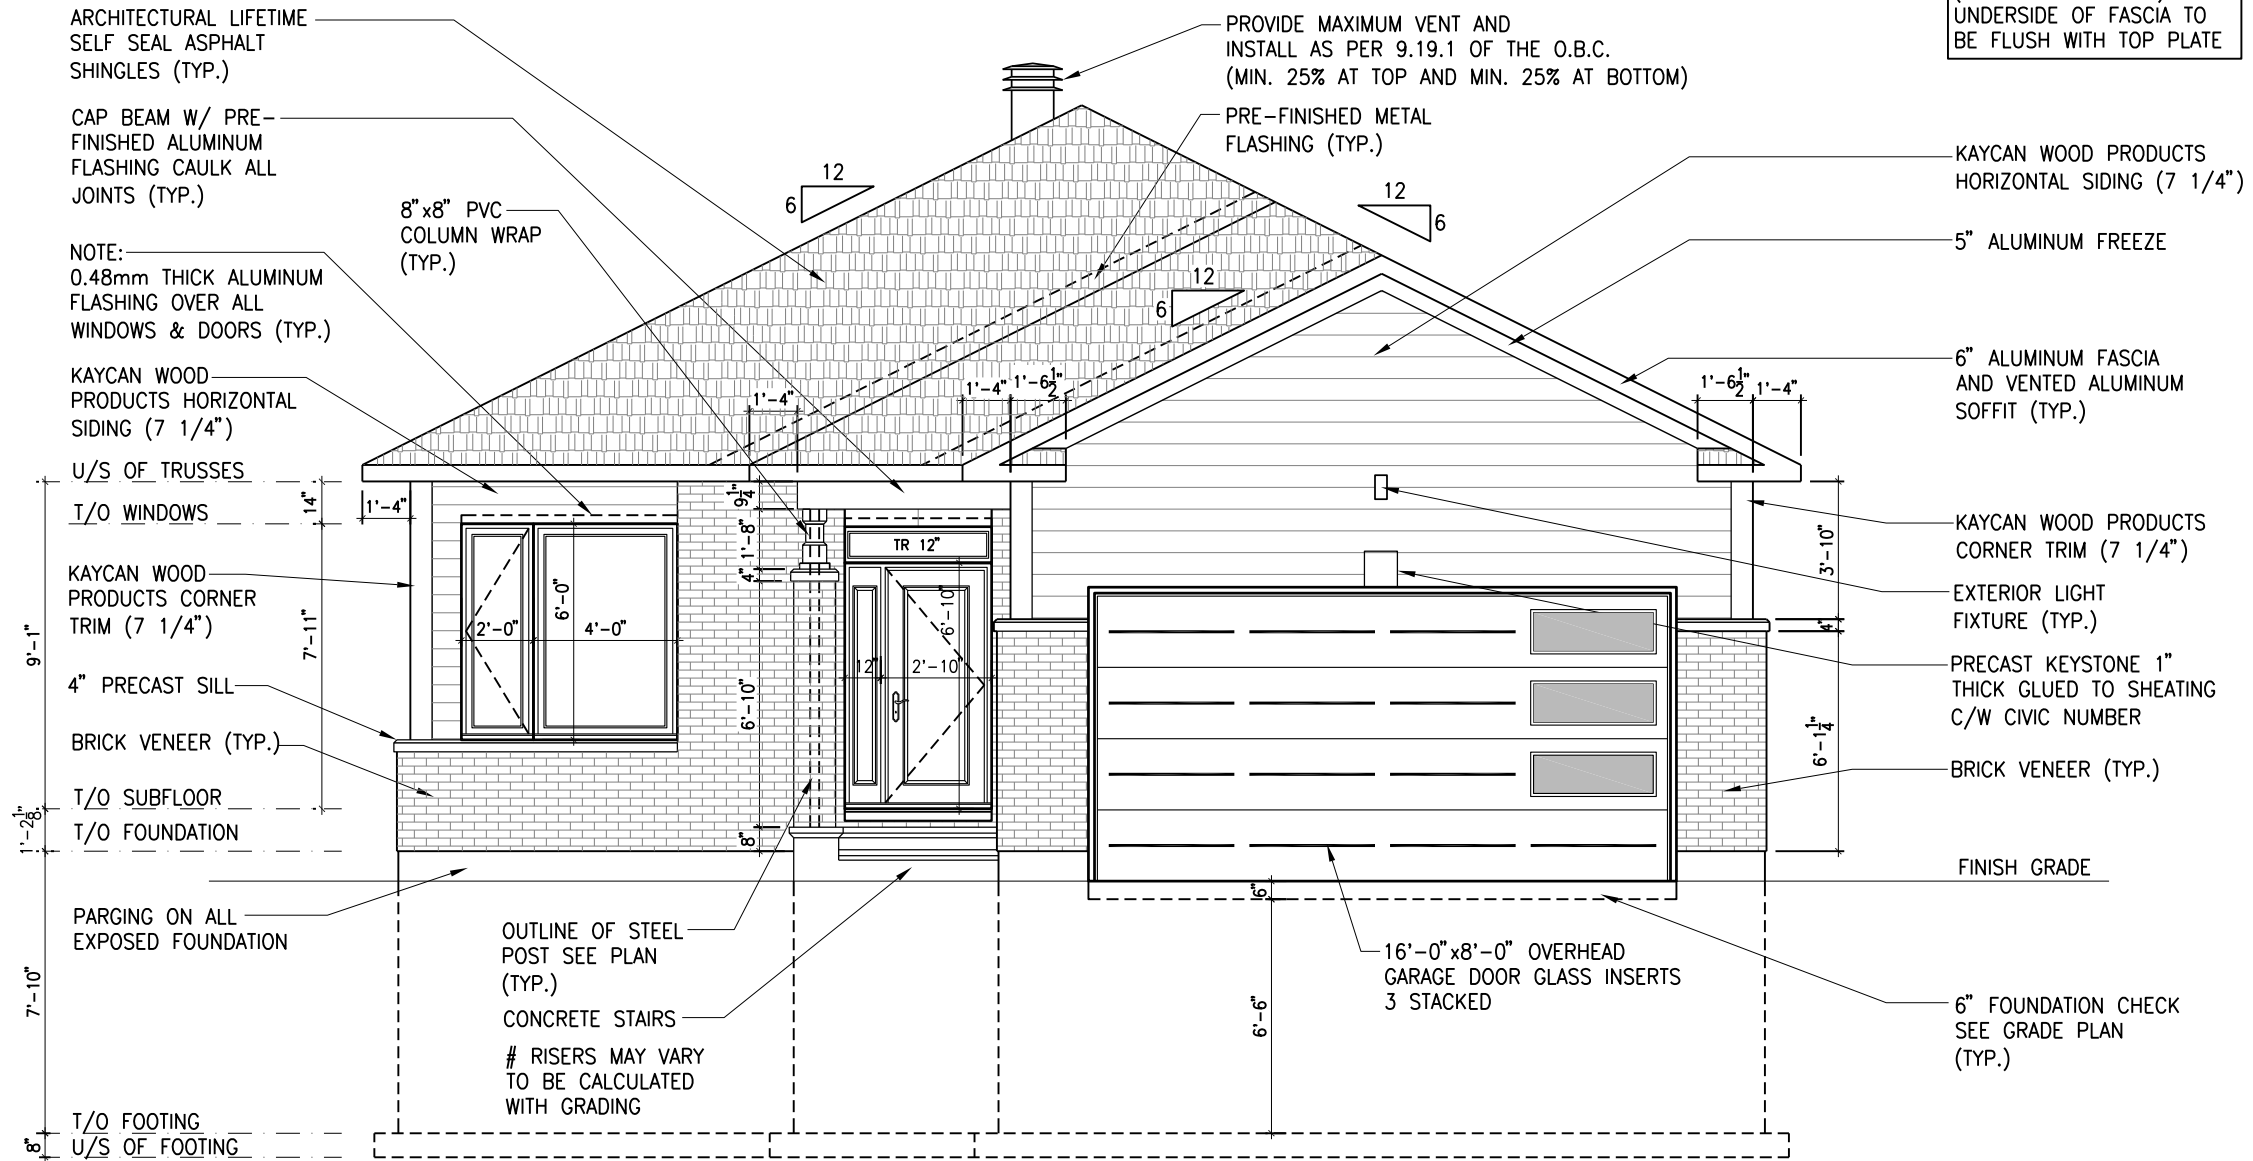 ARCHITECTURAL LIFETIME
SELF SEAL ASPHALT
SHINGLES (TYP.)
CAP BEAM W/ PRE-
FINISHED ALUMINUM
FLASHING CAULK ALL
JOINTS (TYP.)
NOTE:
0.48mm THICK ALUMINUM
FLASHING OVER ALL
WINDOWS & DOORS (TYP.)
KAYCAN WOOD
PRODUCTS HORIZONTAL
SIDING (7 1/4")
U/S OF TRUSSES
T/O WINDOWS
KAYCAN WOOD
PRODUCTS CORNER
TRIM (7 1/4")
4" PRECAST SILL
BRICK VENEER (TYP.)
T/O SUBFLOOR
T/O FOUNDATION
PARGING ON ALL
EXPOSED FOUNDATION
T/O FOOTING
U/S OF FOOTING
9'-1"
1'-2 1/8"
7'-10"
8"
14"
7'-11"
1'-4"
8"x8" PVC
COLUMN WRAP
(TYP.)
12
6
12
6
12
6
1'-4"
1'-4"
1'-6 1/2"
1'-6 1/2"
1'-4"
9 1/4"
1'-8"
4"
6'-10"
8"
2'-0"
4'-0"
6'-0"
TR 12"
6'-10"
12"
2'-10"
OUTLINE OF STEEL
POST SEE PLAN
(TYP.)
CONCRETE STAIRS
# RISERS MAY VARY
TO BE CALCULATED
WITH GRADING
6"
6'-6"
16'-0"x8'-0" OVERHEAD
GARAGE DOOR GLASS INSERTS
3 STACKED
PROVIDE MAXIMUM VENT AND
INSTALL AS PER 9.19.1 OF THE O.B.C.
(MIN. 25% AT TOP AND MIN. 25% AT BOTTOM)
PRE-FINISHED METAL
FLASHING (TYP.)
UNDERSIDE OF FASCIA TO
BE FLUSH WITH TOP PLATE
KAYCAN WOOD PRODUCTS
HORIZONTAL SIDING (7 1/4")
5" ALUMINUM FREEZE
6" ALUMINUM FASCIA
AND VENTED ALUMINUM
SOFFIT (TYP.)
KAYCAN WOOD PRODUCTS
CORNER TRIM (7 1/4")
EXTERIOR LIGHT
FIXTURE (TYP.)
PRECAST KEYSTONE 1"
THICK GLUED TO SHEATING
C/W CIVIC NUMBER
BRICK VENEER (TYP.)
FINISH GRADE
6" FOUNDATION CHECK
SEE GRADE PLAN
(TYP.)
3'-10"
4"
6'-1 1/4"